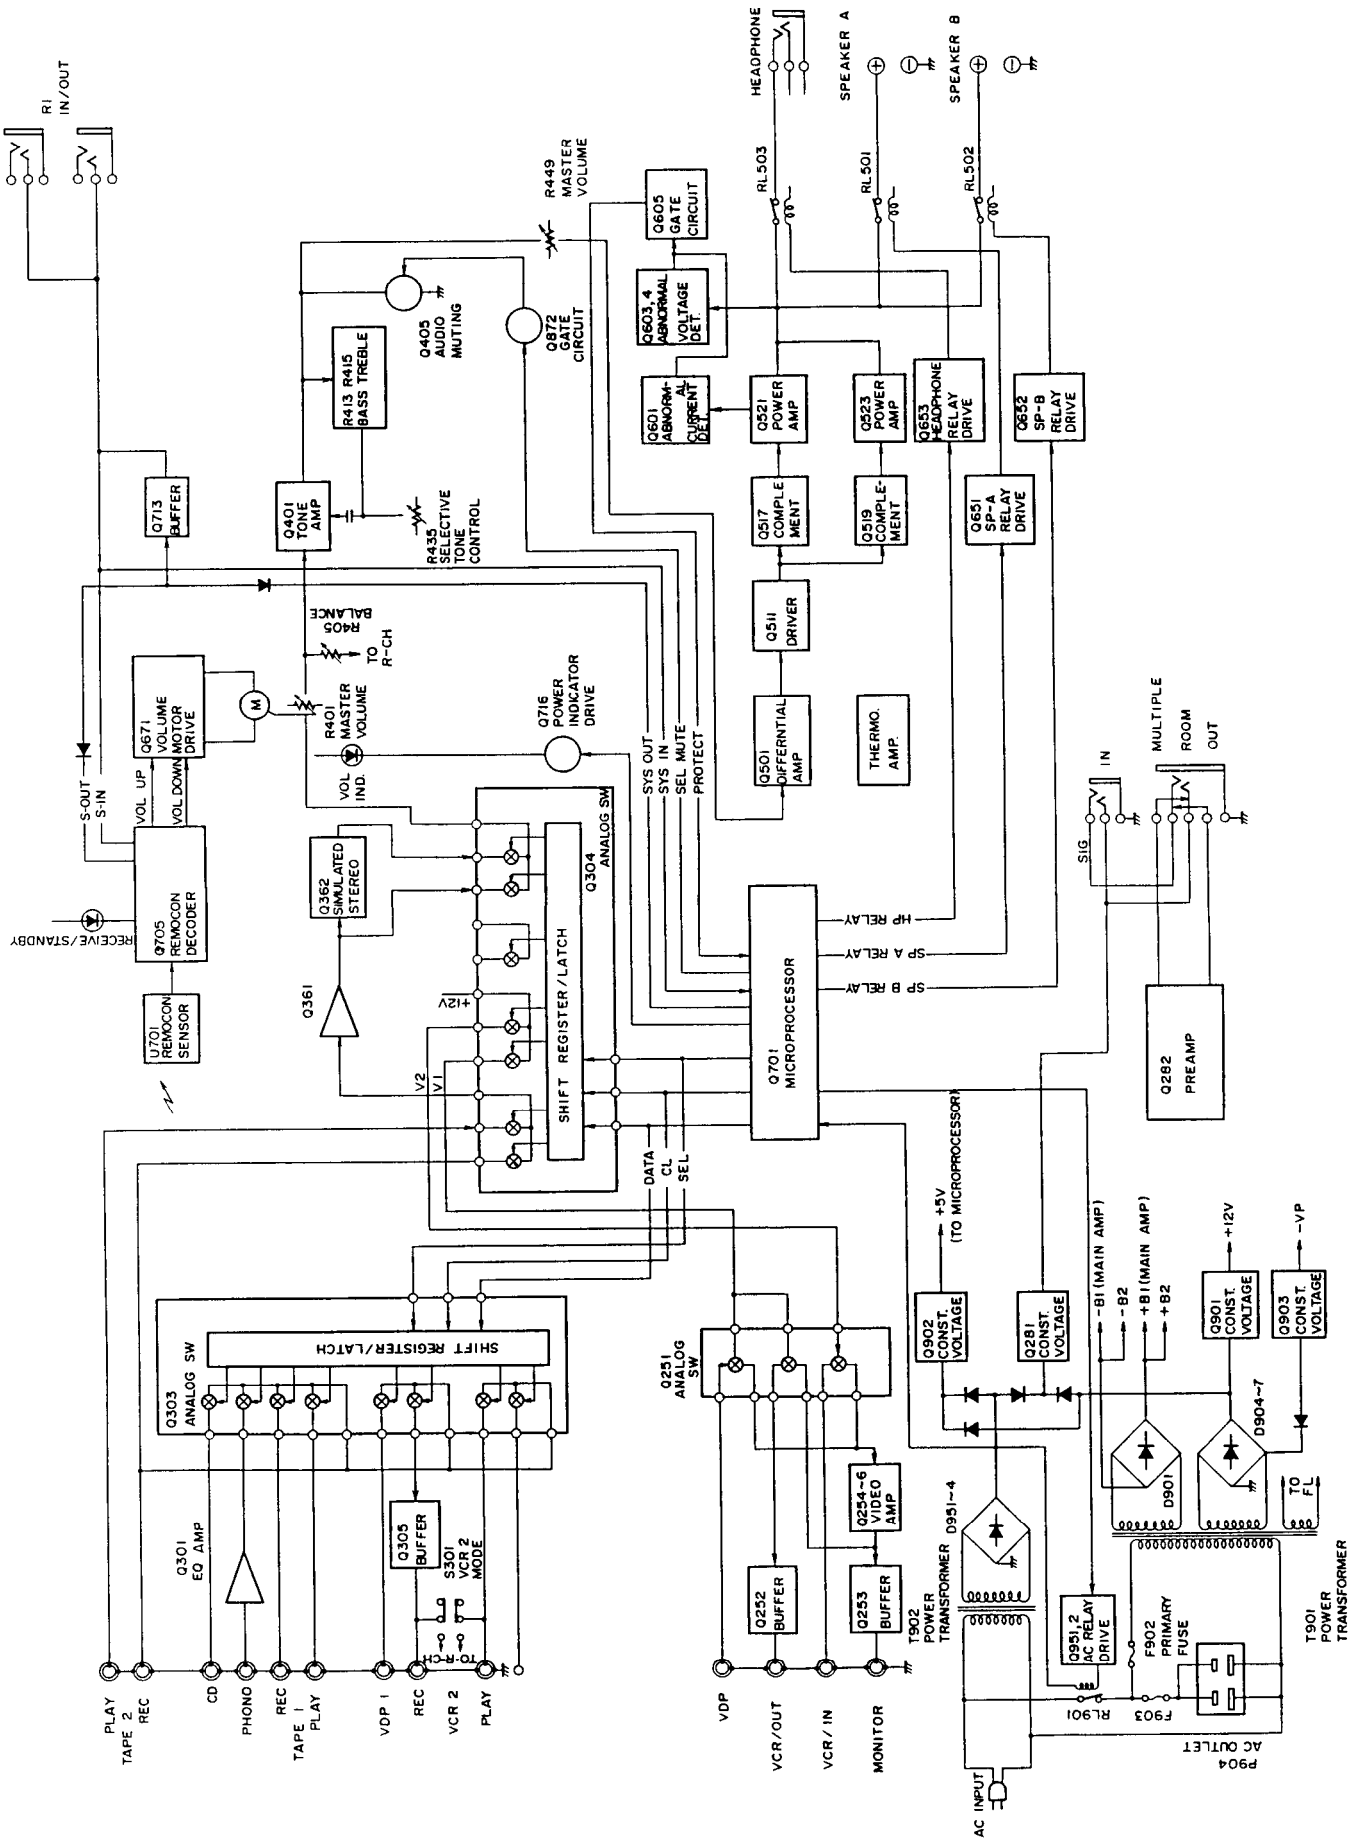 RI
IN/OUT
HEADPHONE
SPEAKER A
SPEAKER B
RL503
RL501
RL502
R449
MASTER
VOLUME
Q605
GATE
CIRCUIT
Q603, 4
ABNORMAL
VOLTAGE
DET.
Q601
ABNORM-
AL
CURRENT
DET.
Q405
AUDIO
MUTING
Q872
GATE
CIRCUIT
R413 R415
BASS TREBLE
Q401
TONE
AMP
R435
SELECTIVE
TONE
CONTROL
Q713
BUFFER
Q521
POWER
AMP
Q523
POWER
AMP
Q653
HEADPHONE
RELAY
DRIVE
Q652
SP-B
RELAY
DRIVE
Q651
SP-A
RELAY
DRIVE
Q517
COMPLE
MENT
Q519
COMPLE-
MENT
Q511
DRIVER
Q501
DIFFERNTIAL
AMP
THERMO.
AMP.
R405
BALANCE
TO
R-CH
R401
MASTER
VOLUME
Q671
VOLUME
MOTOR
DRIVE
M
VOL UP
VOL DOWN
S-OUT
S-IN
VOL
IND.
Q716
POWER
INDICATOR
DRIVE
RECEIVE/STANDBY
Q705
REMOCON
DECODER
U701
REMOCON
SENSOR
Q362
SIMULATED
STEREO
Q361
Q304
ANALOG SW
SHIFT REGISTER/LATCH
+12V
V2
V1
SYS OUT
SYS IN
SEL MUTE
PROTECT
Q701
MICROPROCESSOR
HP RELAY
SP A RELAY
SP B RELAY
DATA
CL
SEL
SIG
IN
MULTIPLE
ROOM
OUT
Q282
PREAMP
Q303
ANALOG SW
SHIFT REGISTER/LATCH
Q301
EQ AMP
Q305
BUFFER
S301
VCR2
MODE
TO R-CH
PLAY
TAPE 2
REC
CD
PHONO
REC
TAPE 1
PLAY
VDP 1
REC
VCR 2
PLAY
Q251
ANALOG
SW
Q252
BUFFER
Q253
BUFFER
Q254~6
VIDEO
AMP
VDP
VCR/OUT
VCR/ IN
MONITOR
Q902
CONST.
VOLTAGE
+5V
(TO MICROPROCESSOR)
Q281
CONST.
VOLTAGE
-B1 (MAIN AMP)
-B2
+B1 (MAIN AMP)
+B2
Q901
CONST.
VOLTAGE
+12V
Q903
CONST.
VOLTAGE
-VP
D951~4
D901
D904~7
TO
FL
T902
POWER
TRANSFORMER
Q951, 2
AC RELAY
DRIVE
RL901
F902
PRIMARY
FUSE
F903
T901
POWER
TRANSFORMER
AC INPUT
P904
AC OUTLET